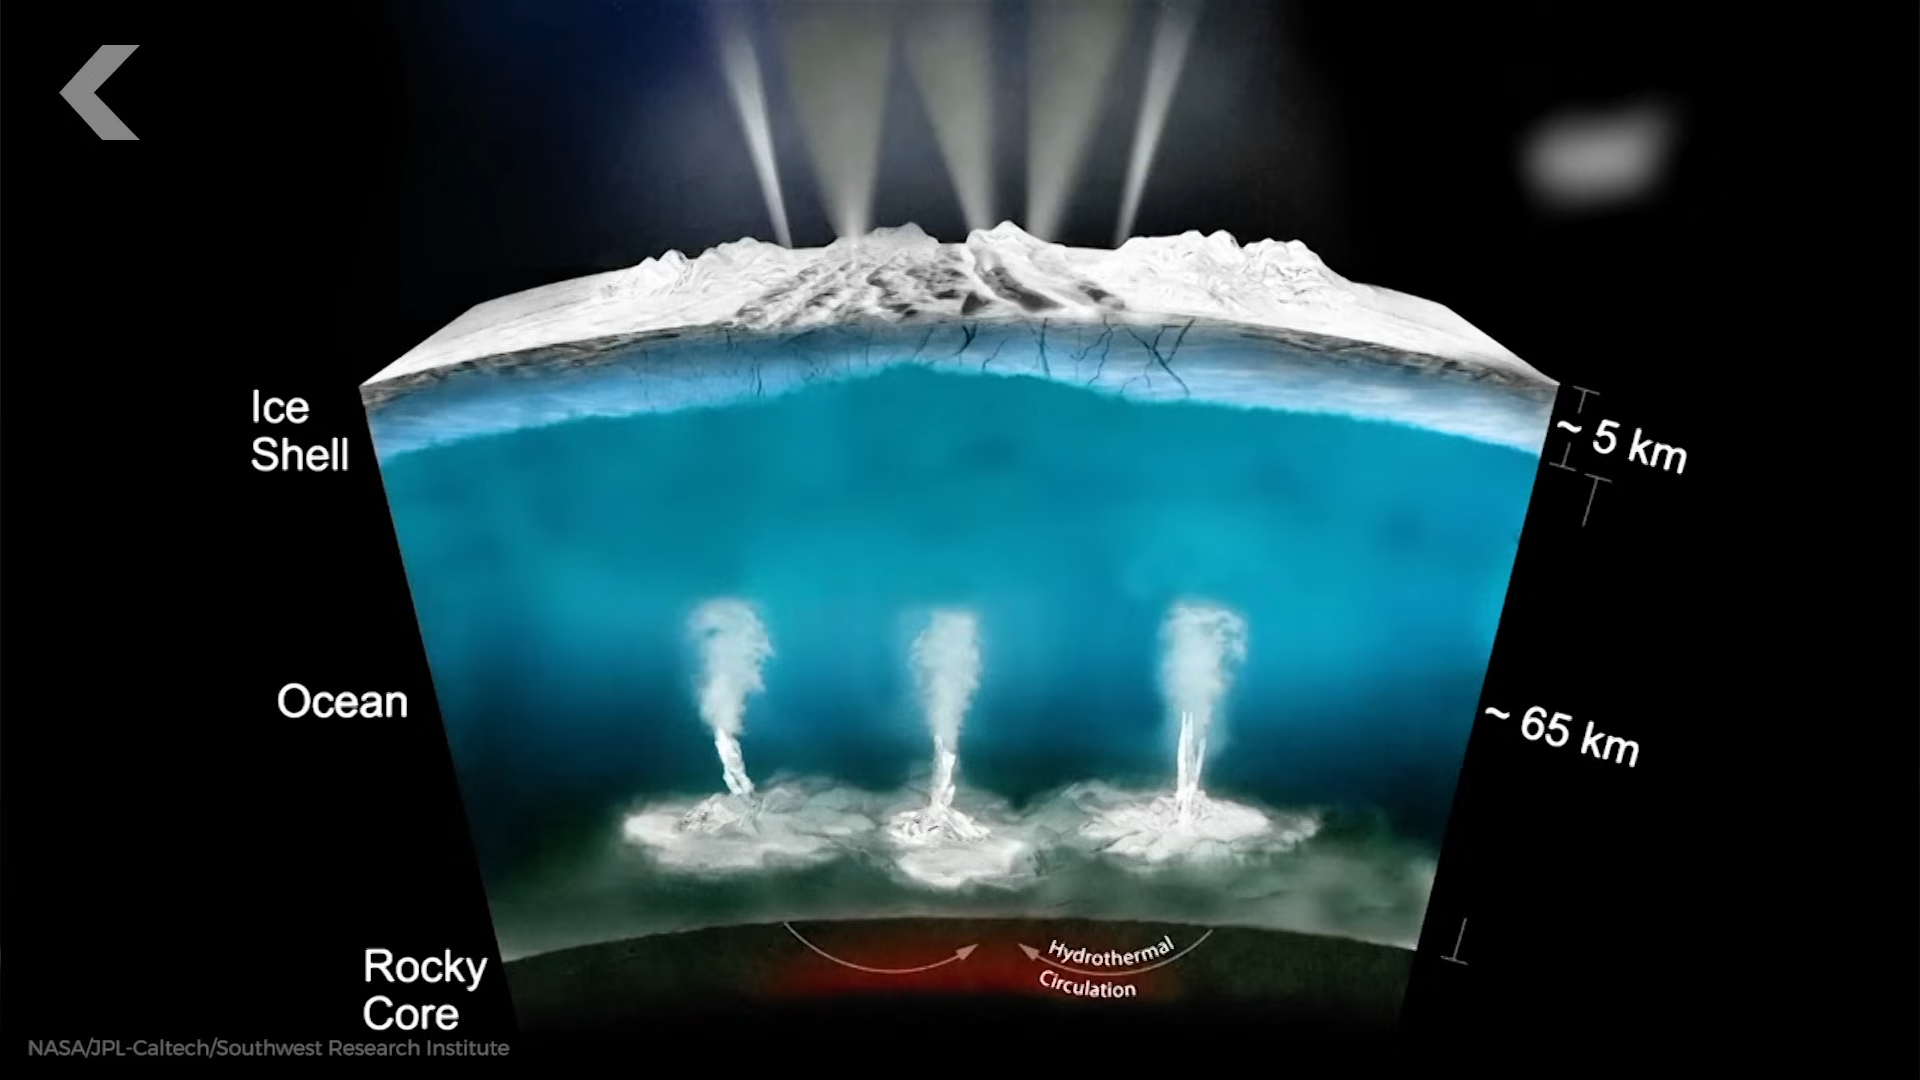 Ice
Shell
~ 5 km
Ocean
~ 65 km
Hydrothermal
Circulation
Rocky
Core
NASA/JPL-Caltech/Southwest Research Institute